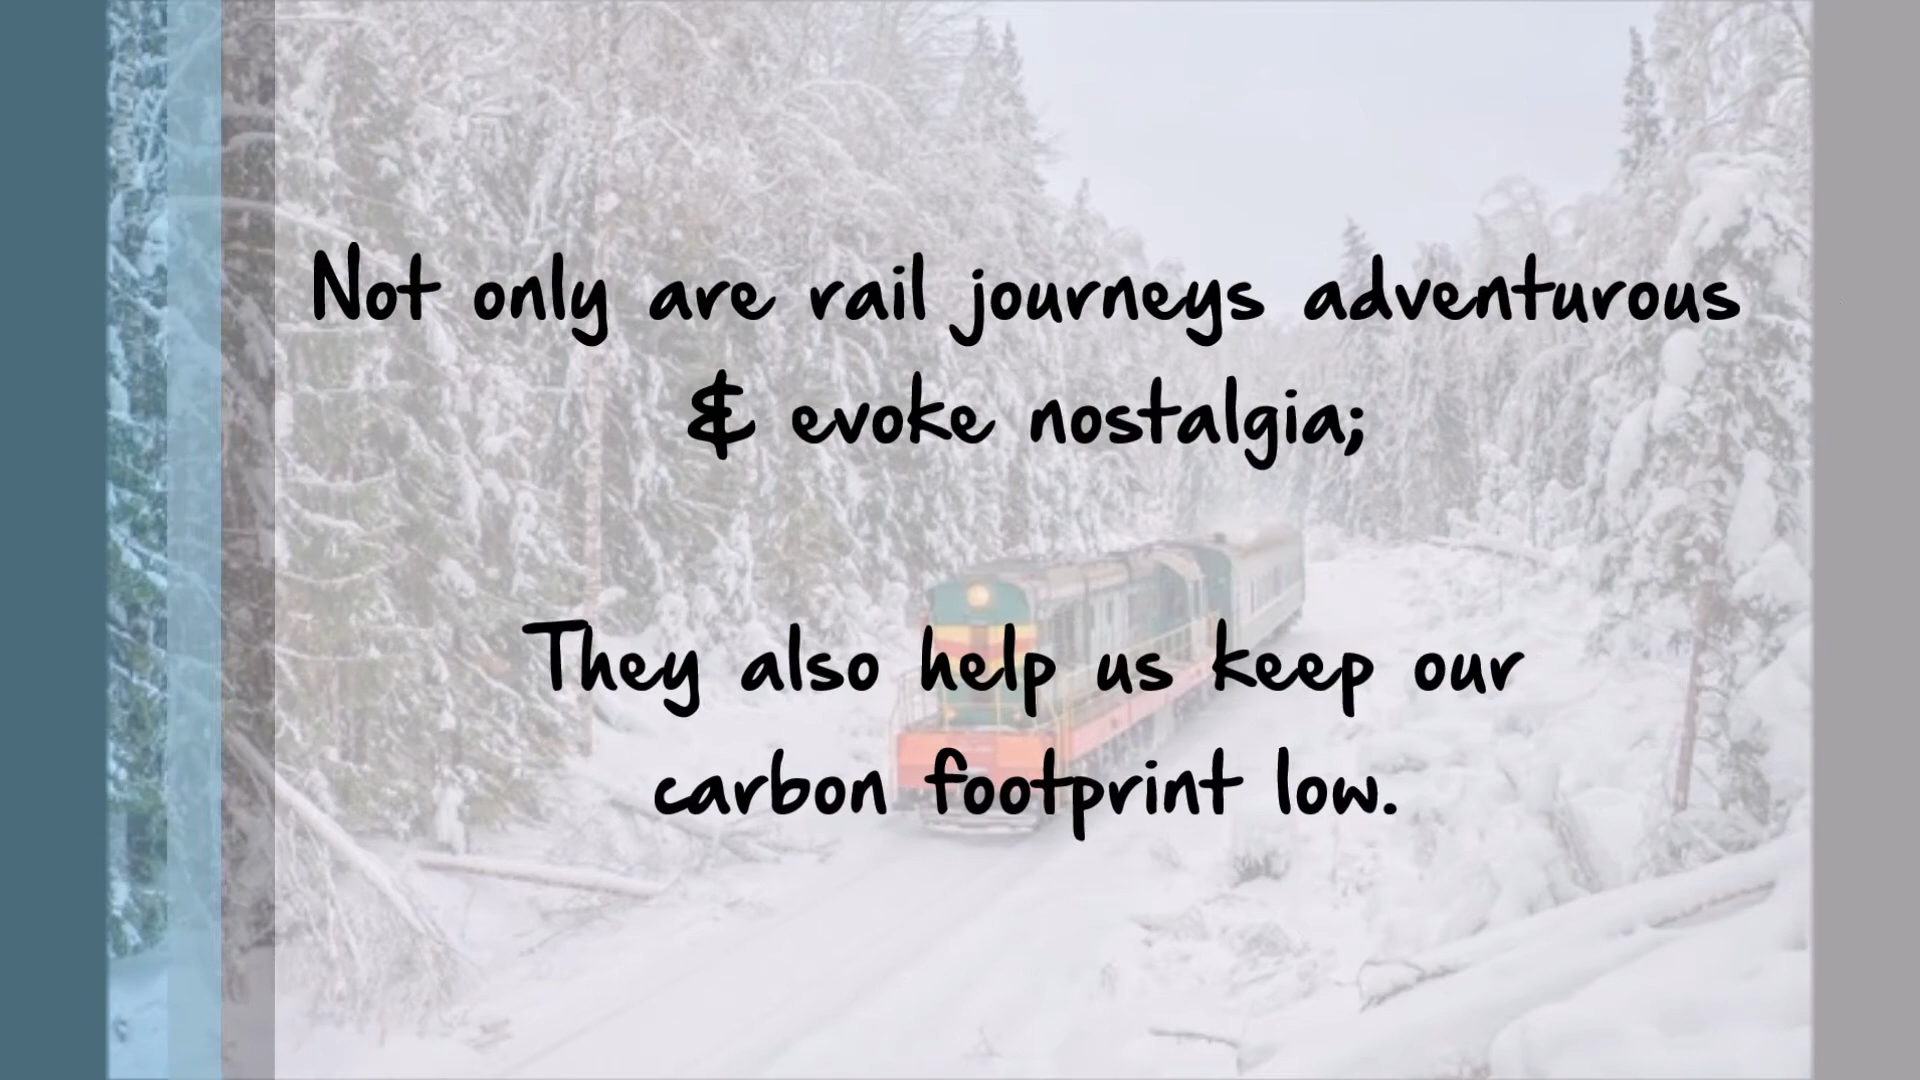 Not only are rail journeys adventurous
& evoke nostalgia;
They also help us keep our
carbon footprint low.